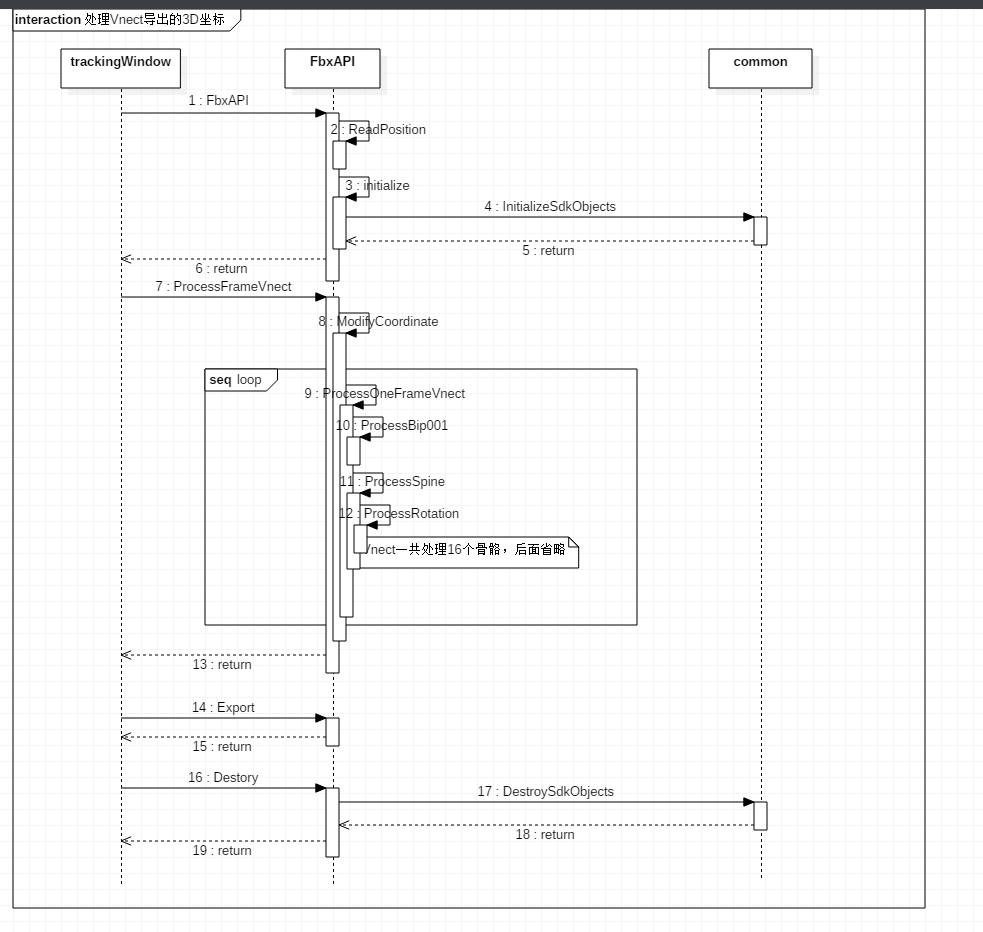 interaction 处理Vnect导出的3D坐标
trackingWindow
FbxAPI
common
1 : FbxAPI
2 : ReadPosition
3 : initialize
4 : InitializeSdkObjects
5 : return
6 : return
7 : ProcessFrameVnect
8 : ModifyCoordinate
seq loop
9 : ProcessOneFrameVnect
10 : ProcessBip001
11 : ProcessSpine
12 : ProcessRotation
Vnect一共处理16个骨骼，后面省略
13 : return
14 : Export
15 : return
16 : Destory
17 : DestroySdkObjects
18 : return
19 : return